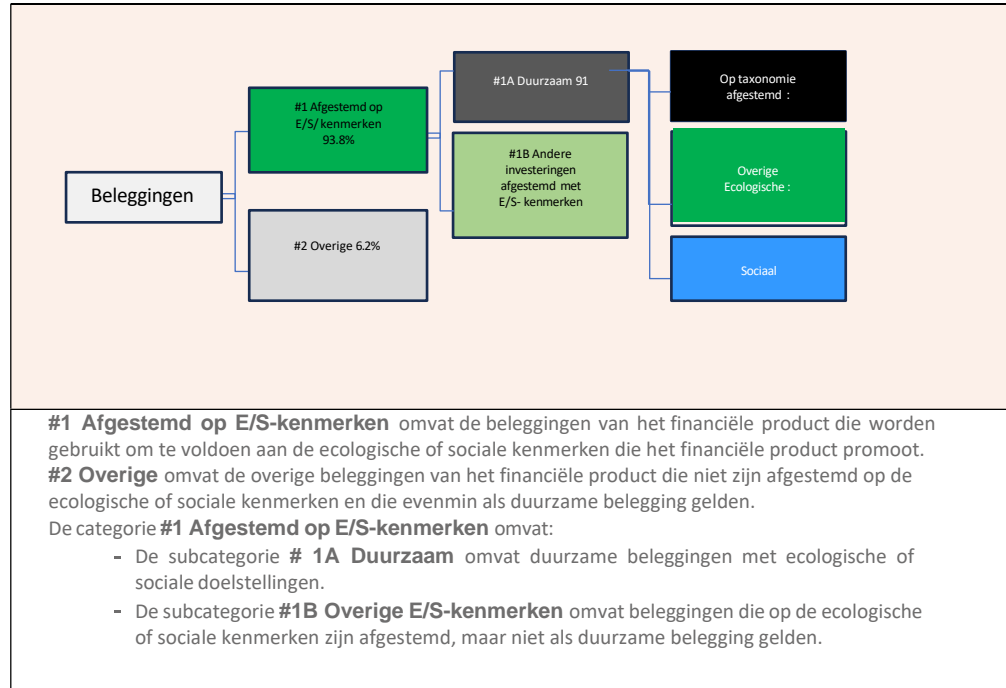 Beleggingen
#1 Afgestemd op
E/S/ kenmerken
93.8%
#2 Overige 6.2%
#1A Duurzaam 91
#1B Andere
investeringen
afgestemd met
E/S- kenmerken
Op taxonomie
afgestemd :
Overige
Ecologische :
Sociaal
#1 Afgestemd op E/S-kenmerken omvat de beleggingen van het financiële product die worden
gebruikt om te voldoen aan de ecologische of sociale kenmerken die het financiële product promoot.
#2 Overige omvat de overige beleggingen van het financiële product die niet zijn afgestemd op de
ecologische of sociale kenmerken en die evenmin als duurzame belegging gelden.
De categorie #1 Afgestemd op E/S-kenmerken omvat:
- De subcategorie # 1A Duurzaam omvat duurzame beleggingen met ecologische of
sociale doelstellingen.
- De subcategorie #1B Overige E/S-kenmerken omvat beleggingen die op de ecologische
of sociale kenmerken zijn afgestemd, maar niet als duurzame belegging gelden.